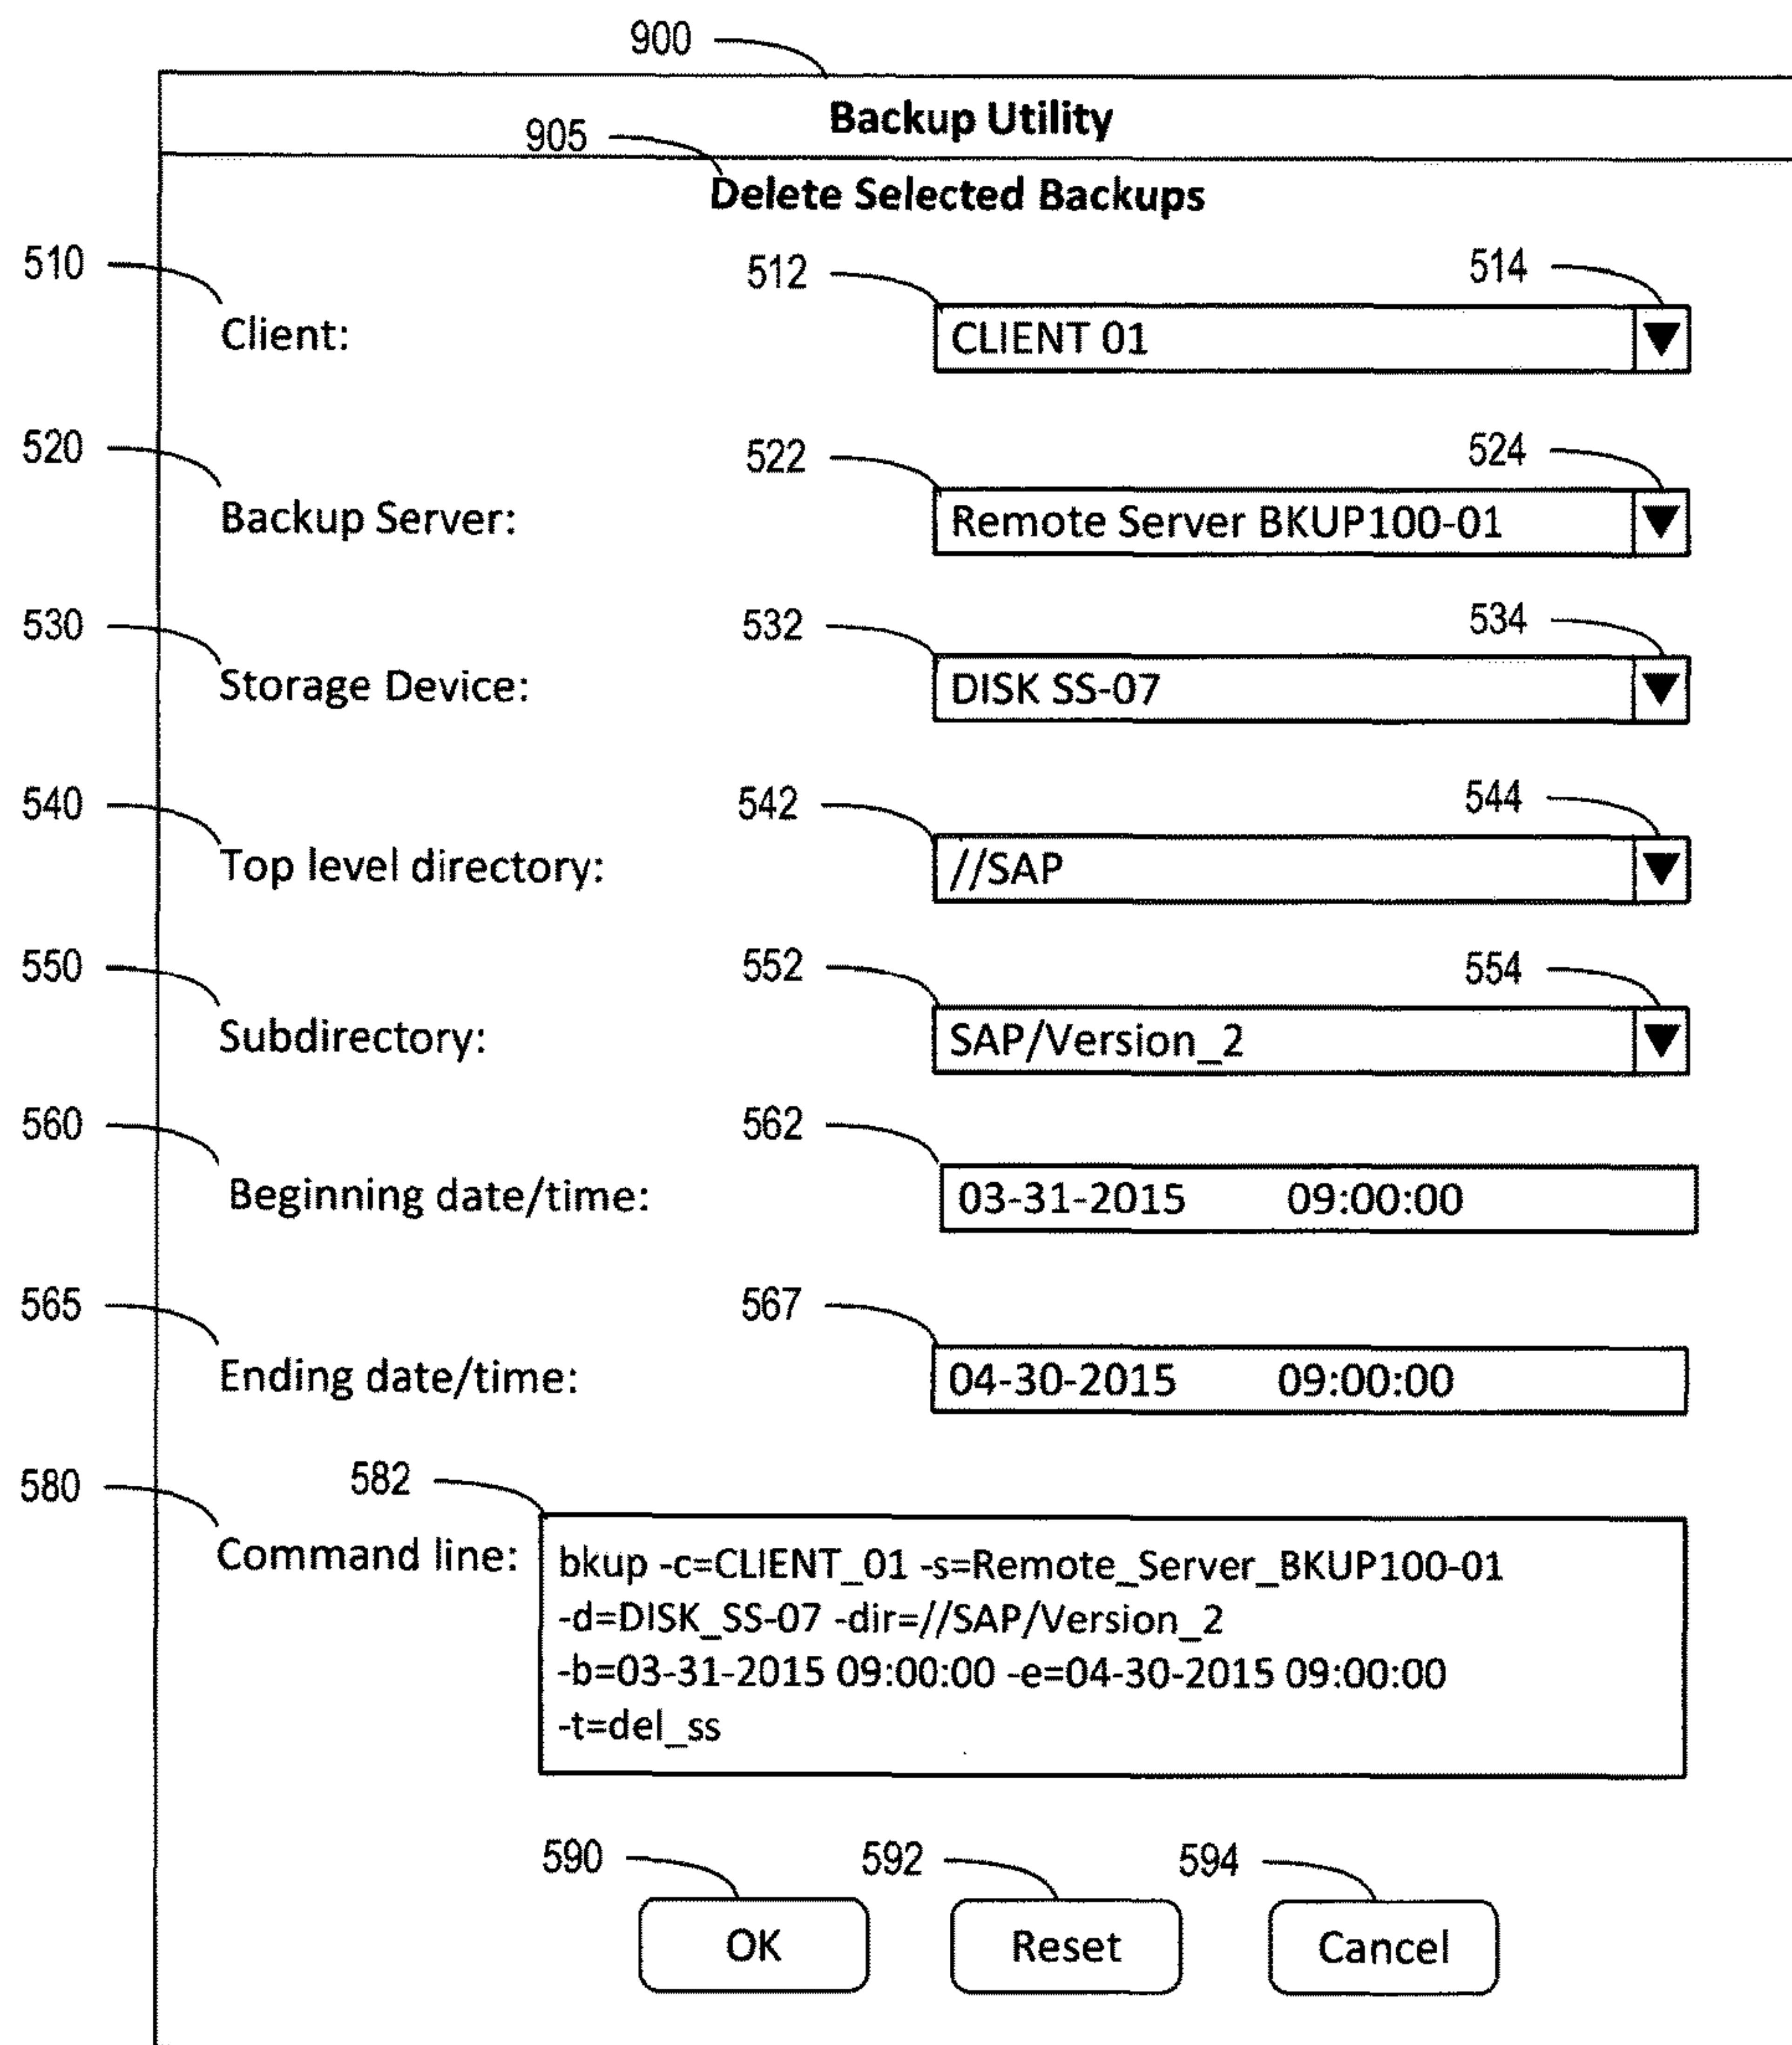 900
Backup Utility
905
Delete Selected Backups
510
512
514
Client:
CLIENT 01
520
522
524
Backup Server:
Remote Server BKUP100-01
530
532
534
Storage Device:
DISK SS-07
540
542
544
Top level directory:
//SAP
550
552
554
Subdirectory:
SAP/Version_2
560
562
Beginning date/time:
03-31-2015 09:00:00
565
567
Ending date/time:
04-30-2015 09:00:00
580
582
Command line:
bkup -c=CLIENT_01 -s=Remote_Server_BKUP100-01
-d=DISK_SS-07 -dir=//SAP/Version_2
-b=03-31-2015 09:00:00 -e=04-30-2015 09:00:00
-t=del_ss
590
592
594
OK
Reset
Cancel